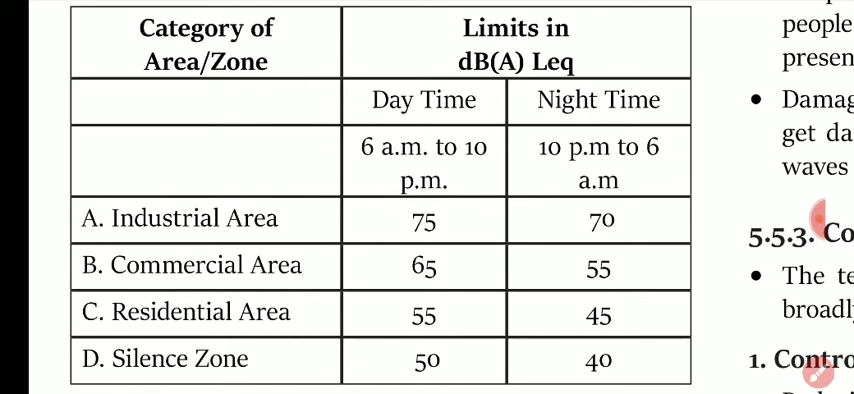 Category of Area/Zone
Limits in dB(A) Leq
Day Time
Night Time
6 a.m. to 10 p.m.
10 p.m to 6 a.m
A. Industrial Area 75 70
B. Commercial Area 65 55
C. Residential Area 55 45
D. Silence Zone 50 40
people
presen
• Damag
get da
waves
5.5.3. Co
• The te
broadly
1. Contro